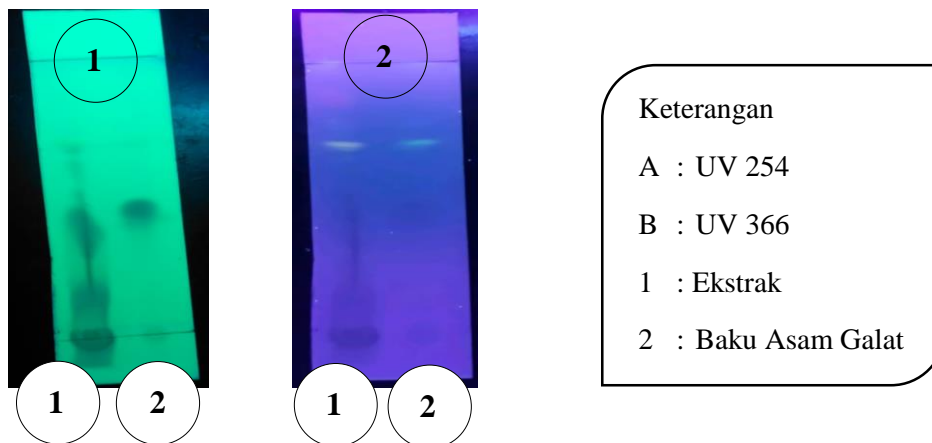 1
2
1 2
1 2
Keterangan
A : UV 254
B : UV 366
1 : Ekstrak
2 : Baku Asam Galat